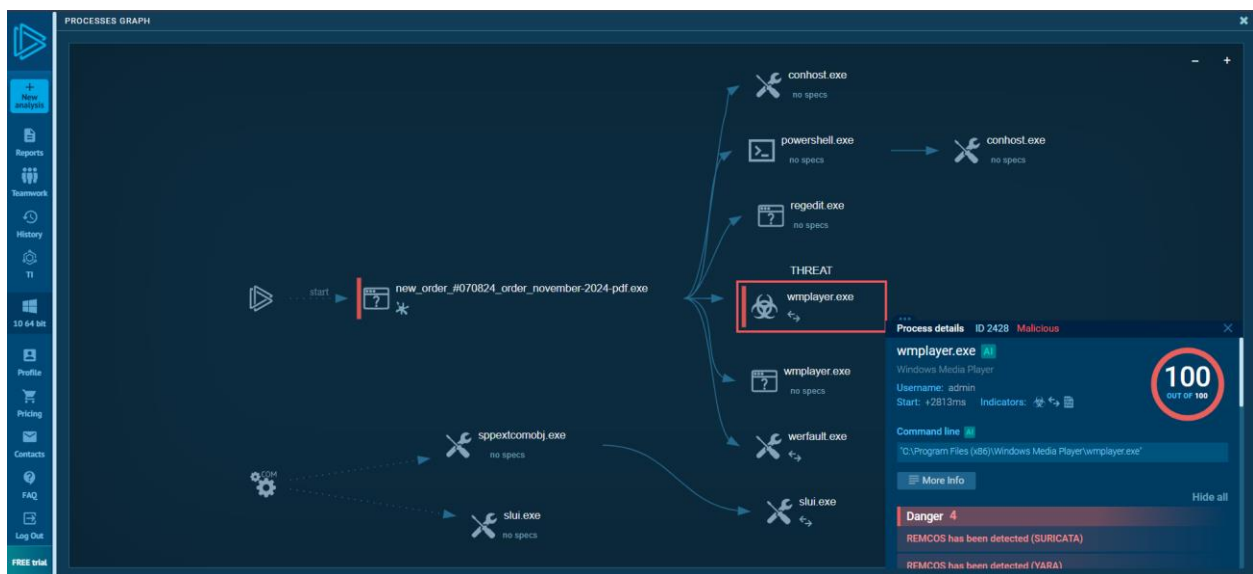 PROCESSES GRAPH
+
New
analysis
Reports
Teamwork
History
TI
10 64 bit
Profile
Pricing
Contacts
FAQ
Log Out
FREE trial
− +
conhost.exe
no specs
powershell.exe
no specs
conhost.exe
no specs
regedit.exe
no specs
THREAT
start
new_order_#070824_order_november-2024-pdf.exe
wmplayer.exe
wmplayer.exe
no specs
COM
sppextcomobj.exe
no specs
werfault.exe
slui.exe
no specs
slui.exe
Process details ID 2428 Malicious
wmplayer.exe AI
Windows Media Player
Username: admin
Start: +2813ms Indicators:
100
OUT OF 100
Command line AI
"C:\Program Files (x86)\Windows Media Player\wmplayer.exe"
More Info
Hide all
Danger 4
REMCOS has been detected (SURICATA)
REMCOS has been detected (YARA)